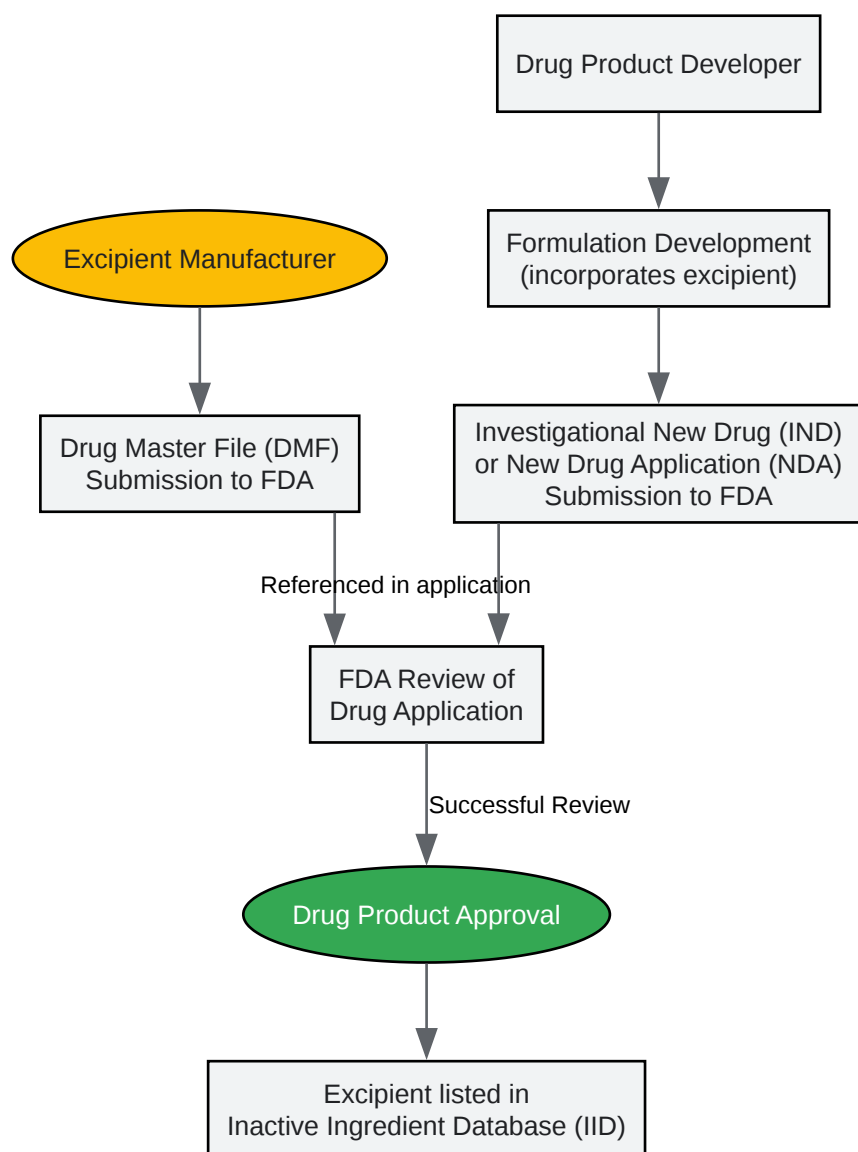 Drug Product Developer
Formulation Development
(incorporates excipient)
Excipient Manufacturer
Drug Master File (DMF)
Submission to FDA
Investigational New Drug (IND)
or New Drug Application (NDA)
Submission to FDA
Referenced in application
FDA Review of
Drug Application
Successful Review
Drug Product Approval
Excipient listed in
Inactive Ingredient Database (IID)